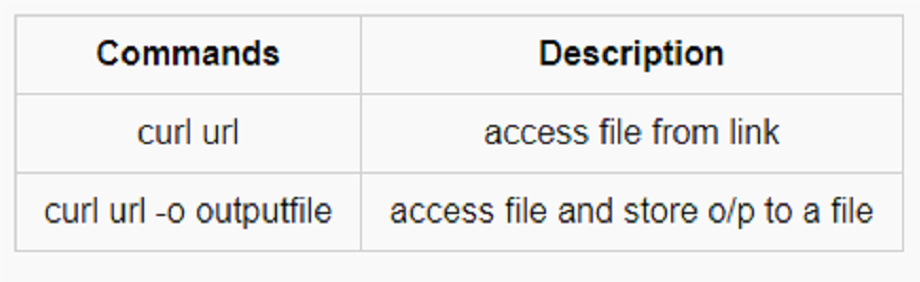 Commands Description
curl url access file from link
curl url -o outputfile access file and store o/p to a file